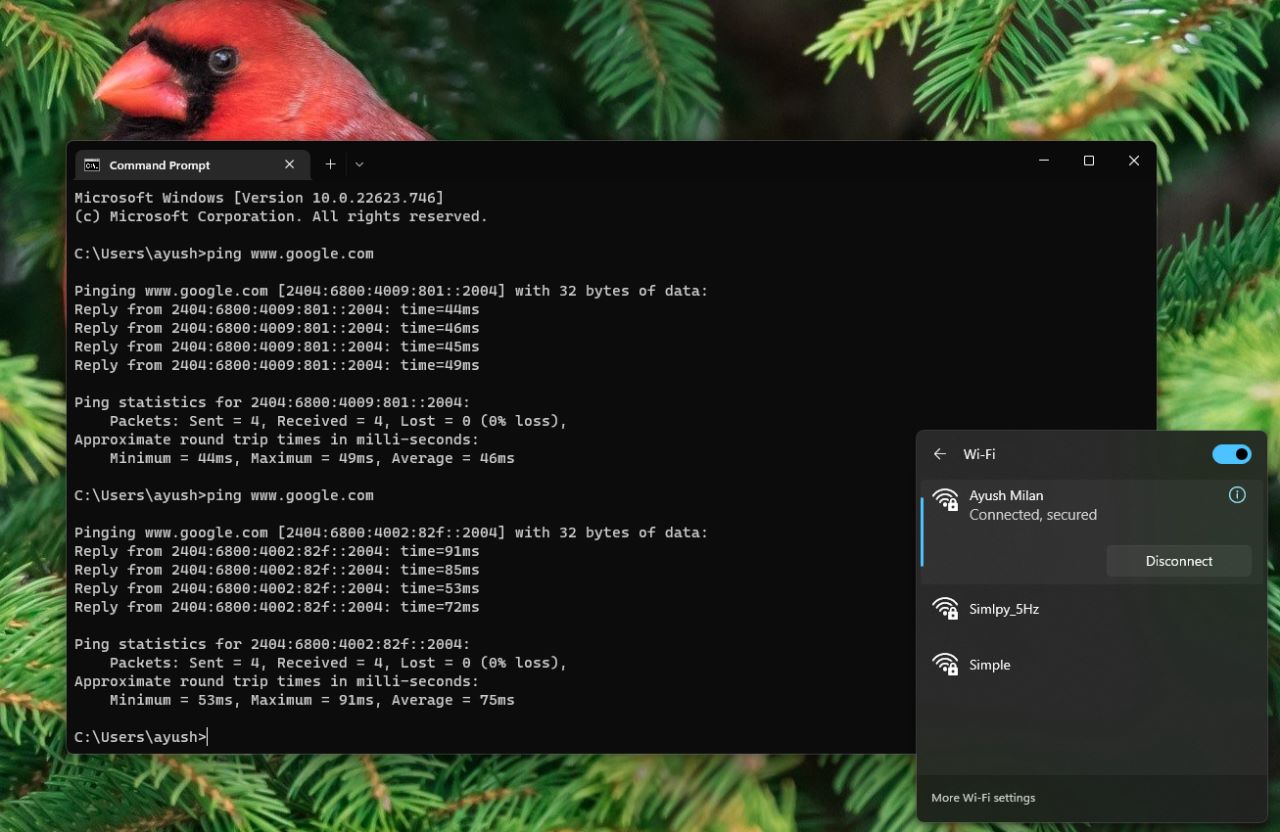 Command Prompt
Microsoft Windows [Version 10.0.22623.746]
(c) Microsoft Corporation. All rights reserved.
C:\Users\ayush>ping www.google.com
Pinging www.google.com [2404:6800:4009:801::2004] with 32 bytes of data:
Reply from 2404:6800:4009:801::2004: time=44ms
Reply from 2404:6800:4009:801::2004: time=46ms
Reply from 2404:6800:4009:801::2004: time=45ms
Reply from 2404:6800:4009:801::2004: time=49ms
Ping statistics for 2404:6800:4009:801::2004:
    Packets: Sent = 4, Received = 4, Lost = 0 (0% loss),
Approximate round trip times in milli-seconds:
    Minimum = 44ms, Maximum = 49ms, Average = 46ms
C:\Users\ayush>ping www.google.com
Pinging www.google.com [2404:6800:4002:82f::2004] with 32 bytes of data:
Reply from 2404:6800:4002:82f::2004: time=91ms
Reply from 2404:6800:4002:82f::2004: time=85ms
Reply from 2404:6800:4002:82f::2004: time=53ms
Reply from 2404:6800:4002:82f::2004: time=72ms
Ping statistics for 2404:6800:4002:82f::2004:
    Packets: Sent = 4, Received = 4, Lost = 0 (0% loss),
Approximate round trip times in milli-seconds:
    Minimum = 53ms, Maximum = 91ms, Average = 75ms
C:\Users\ayush>
Wi-Fi
Ayush Milan
Connected, secured
Disconnect
Simlpy_5Hz
Simple
More Wi-Fi settings